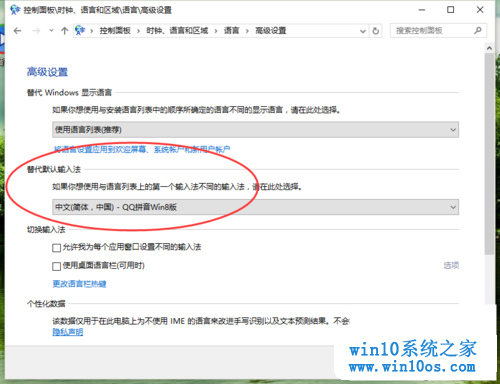 控制面板\时钟、语言和区域\语言\高级设置
控制面板 › 时钟、语言和区域 › 语言 › 高级设置
搜索控制面板
高级设置
替代 Windows 显示语言
如果你想使用与安装语言列表中的顺序所确定的语言不同的显示语言，请在此处选择。
使用语言列表(推荐)
将语言设置应用到欢迎屏幕、系统帐户和新用户帐户
替代默认输入法
如果你想使用与语言列表上的第一个输入法不同的输入法，请在此处选择。
中文(简体，中国) - QQ拼音Win8版
切换输入法
允许我为每个应用窗口设置不同的输入法
使用桌面语言栏(可用时)
选项
更改语言栏热键
个性化数据
该数据仅用于在此电脑上为不使用 IME 的语言来改进手写识别以及文本预测结果。不会
隐私声明
win10系统之家
www.win10os.com